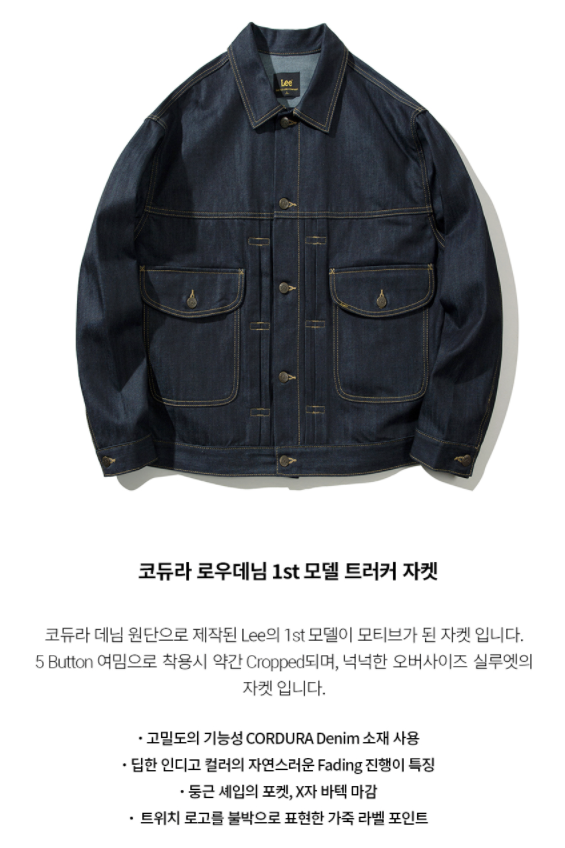 Lee
코듀라 로우데님 1st 모델 트러커 자켓
코듀라 데님 원단으로 제작된 Lee의 1st 모델이 모티브가 된 자켓 입니다.
5 Button 여밈으로 착용시 약간 Cropped되며, 넉넉한 오버사이즈 실루엣의
자켓 입니다.
· 고밀도의 기능성 CORDURA Denim 소재 사용
· 딥한 인디고 컬러의 자연스러운 Fading 진행이 특징
· 둥근 셰입의 포켓, X자 바텍 마감
· 트위치 로고를 불박으로 표현한 가죽 라벨 포인트